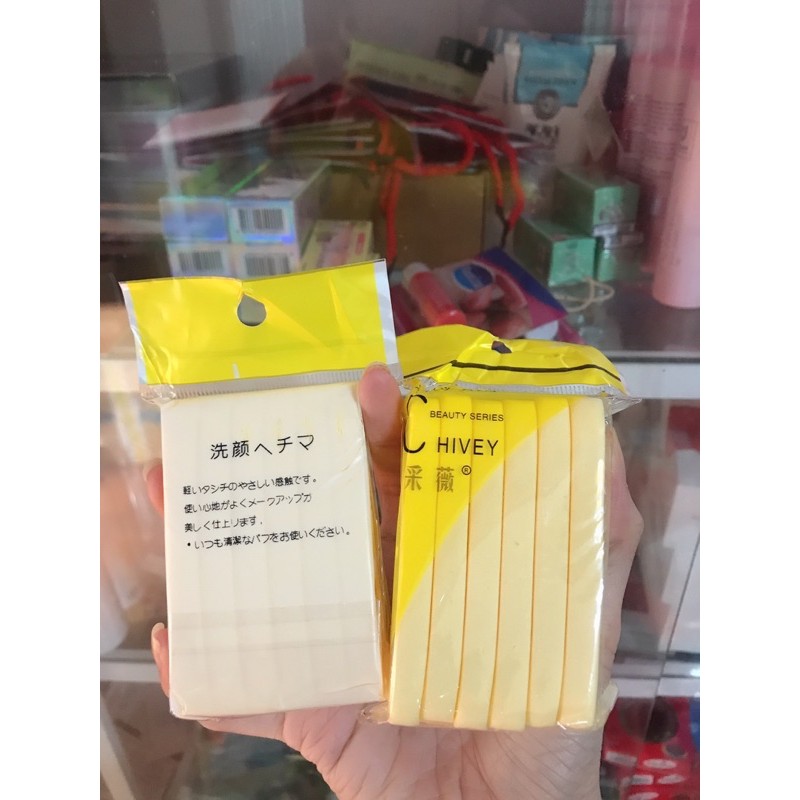 洗顔ヘチマ
軽いタシチのやさしい感触です。
使い心地がよくメークアップが
美しく仕上ります.
・いつも清潔なパフをお使いください。
C
BEAUTY SERIES
HIVEY
采薇®